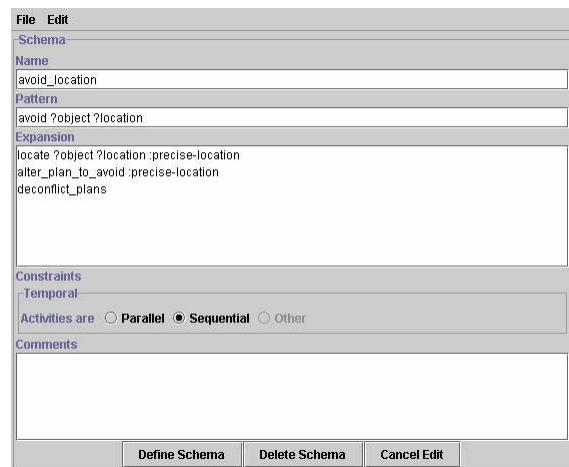 File Edit
Schema
Name
avoid_location
Pattern
avoid ?object ?location
Expansion
locate ?object ?location :precise-location
alter_plan_to_avoid :precise-location
deconflict_plans
Constraints
Temporal
Activities are Parallel Sequential Other
Comments
Define Schema Delete Schema Cancel Edit